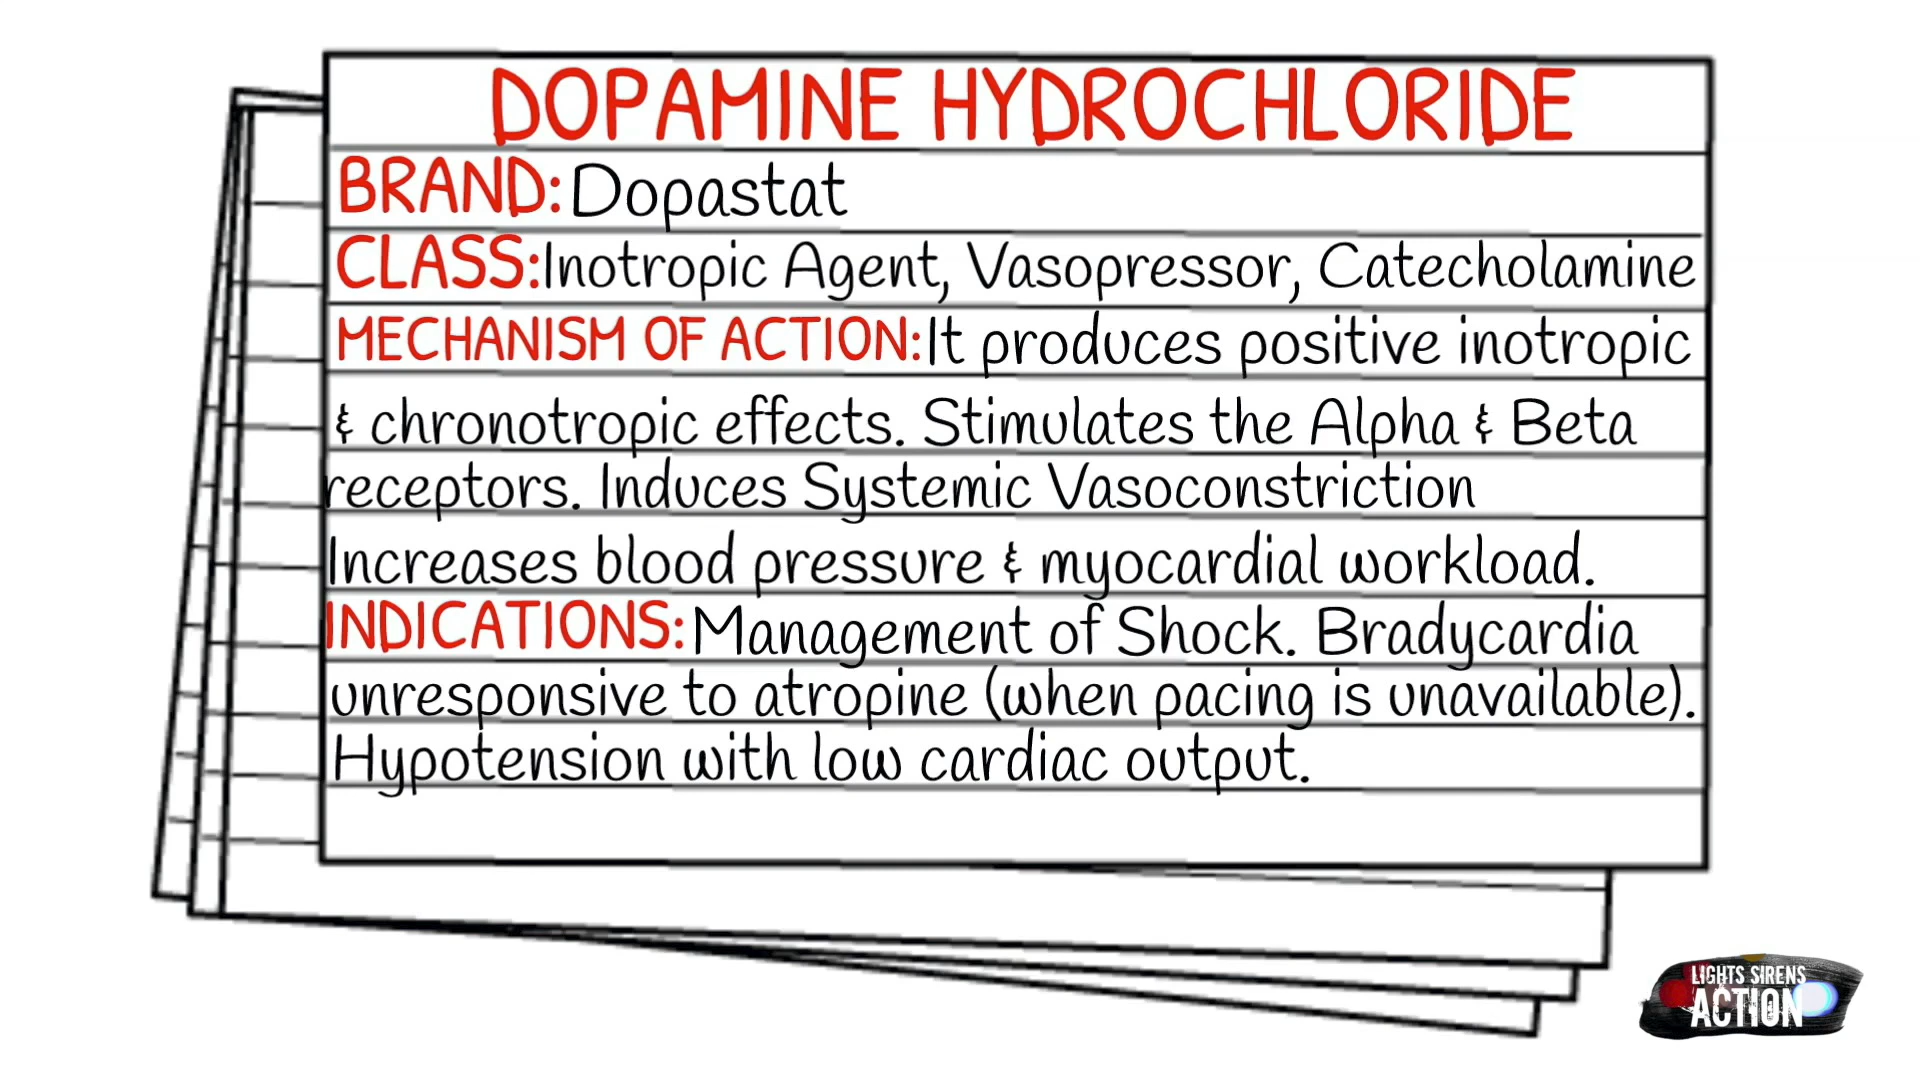 DOPAMINE HYDROCHLORIDE
BRAND: Dopastat
CLASS: Inotropic Agent, Vasopressor, Catecholamine
MECHANISM OF ACTION: It produces positive inotropic
& chronotropic effects. Stimulates the Alpha & Beta
receptors. Induces Systemic Vasoconstriction
Increases blood pressure & myocardial workload.
INDICATIONS: Management of Shock. Bradycardia
unresponsive to atropine (when pacing is unavailable).
Hypotension with low cardiac output.
LIGHTS SIRENS
ACTION